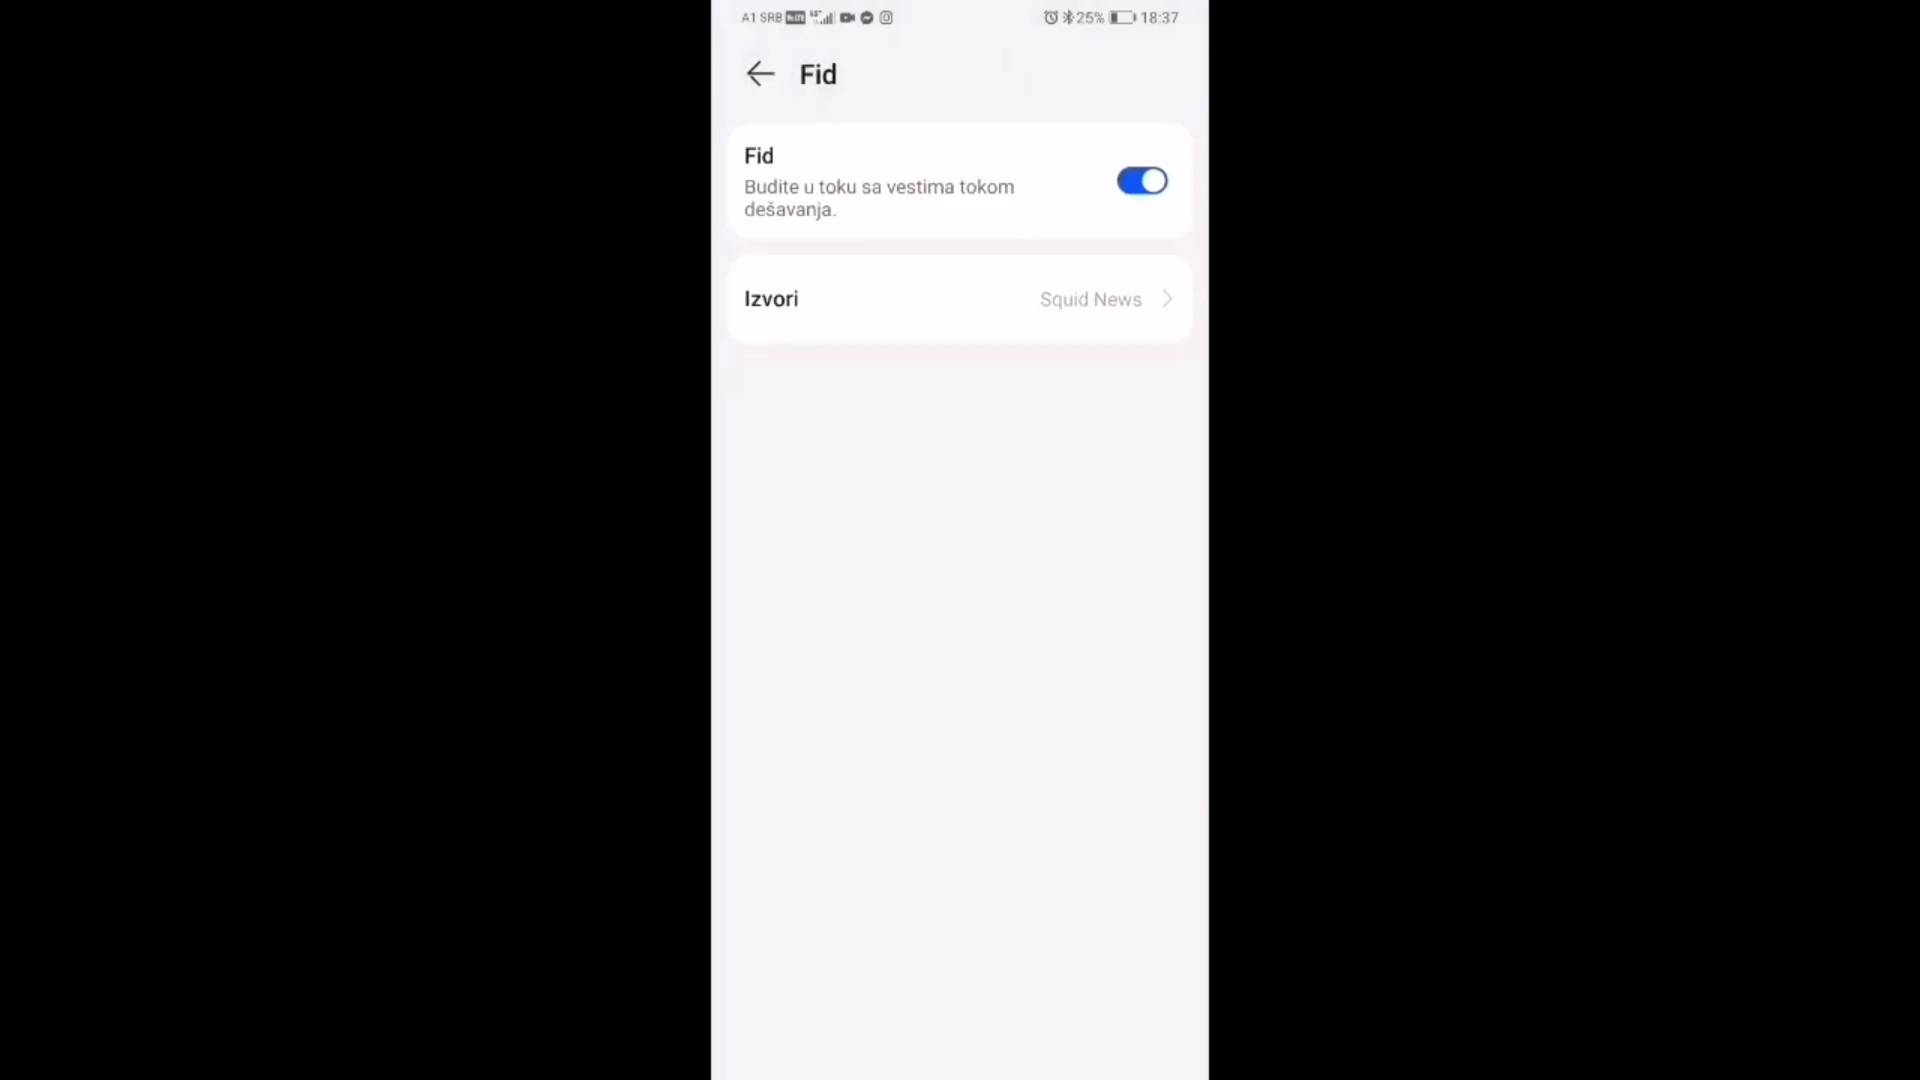 A1 SRB 25% 18:37
Fid
Fid
Budite u toku sa vestima tokom
dešavanja.
Izvori Squid News